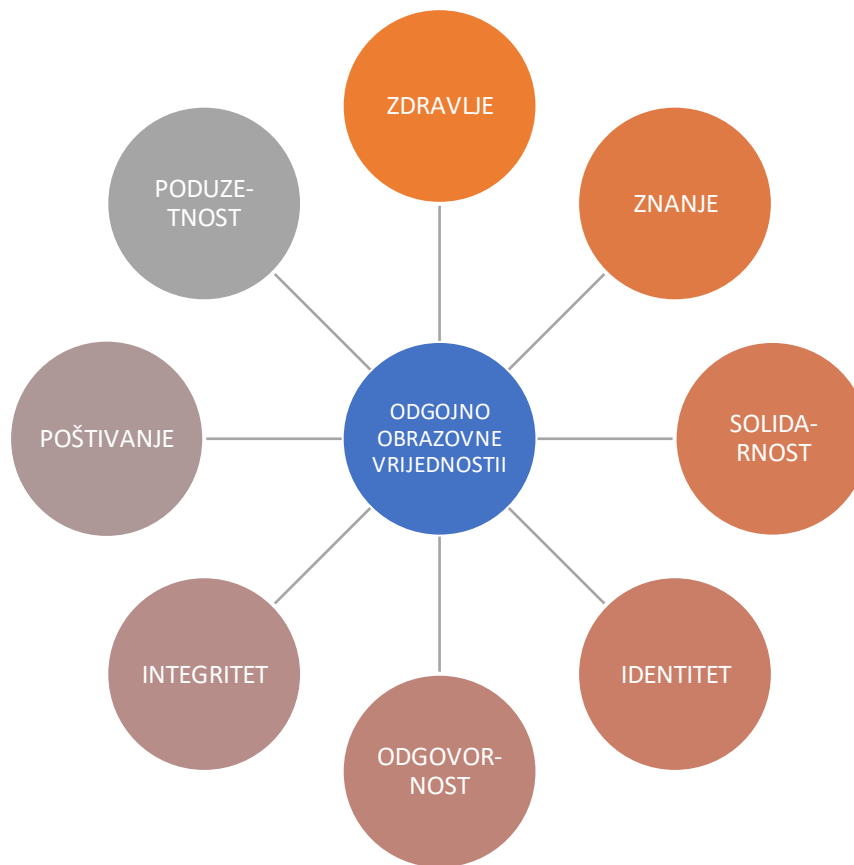 ZDRAVLJE
ZNANJE
SOLIDA-
RNOST
IDENTITET
ODGOVOR-
NOST
INTEGRITET
POŠTIVANJE
PODUZE-
TNOST
ODGOJNO
OBRAZOVNE
VRIJEDNOSTII